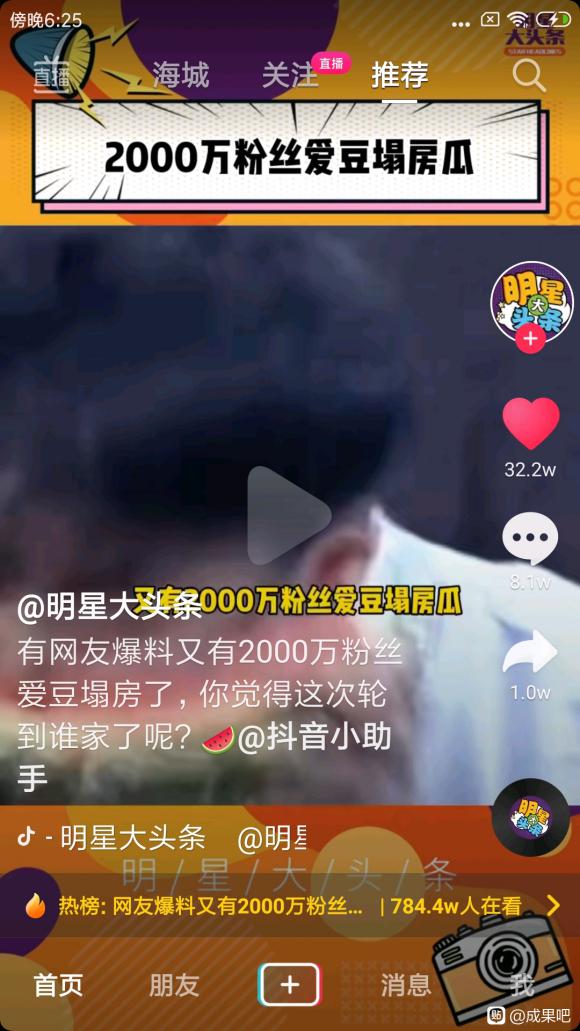 傍晚6:25
明星
大头条
STAR HEADLINES
直播
海城
关注
直播
推荐
2000万粉丝爱豆塌房瓜
明星
大
头条
32.2w
8.1w
又有2000万粉丝爱豆塌房瓜
@明星大头条
有网友爆料又有2000万粉丝
爱豆塌房了，你觉得这次轮
到谁家了呢？🍉@抖音小助
手
1.0w
- 明星大头条 @明星
明/星/大/头/条
热榜: 网友爆料又有2000万粉丝... | 784.4w人在看
首页
朋友
消息
我
贴 @成果吧